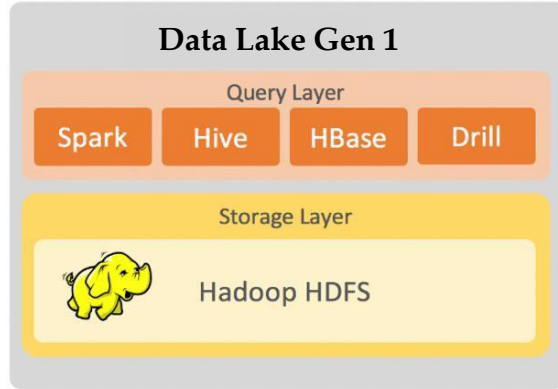 Data Lake Gen 1
Query Layer
Spark Hive HBase Drill
Storage Layer
Hadoop HDFS